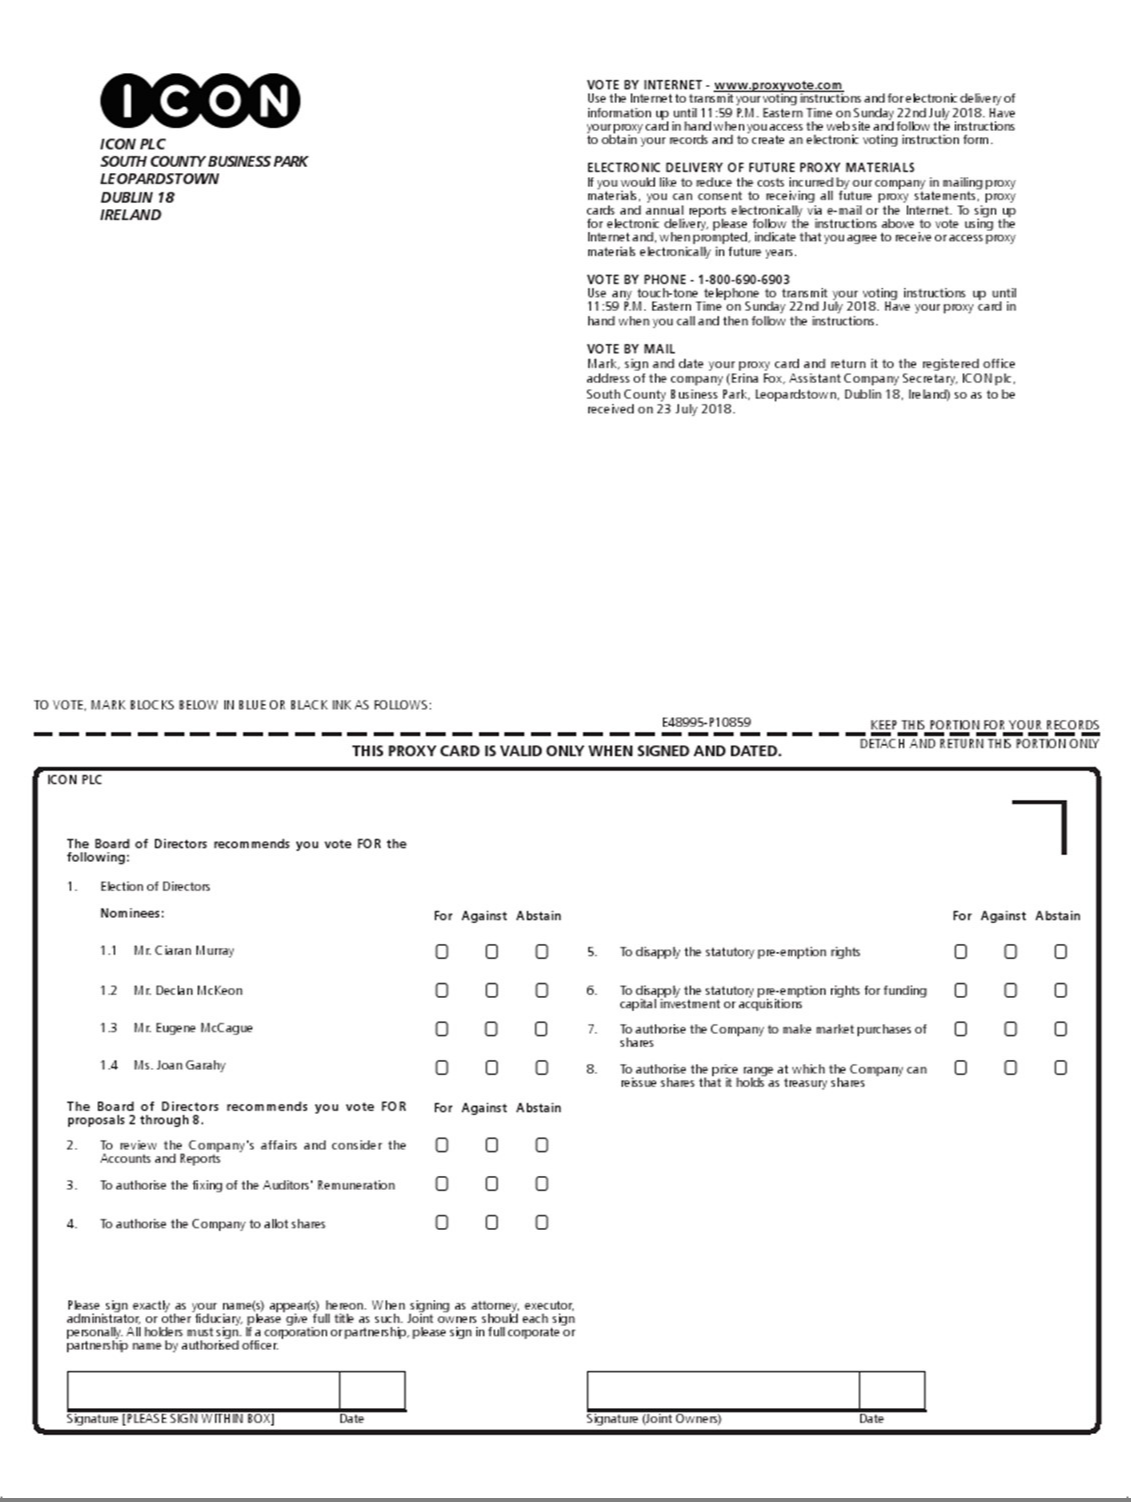 ICON
ICON PLC
SOUTH COUNTY BUSINESS PARK
LEOPARDSTOWN
DUBLIN 18
IRELAND
VOTE BY INTERNET - www.proxyvote.com
Use the Internet to transmit your voting instructions and for electronic delivery of
information up until 11:59 P.M. Eastern Time on Sunday 22nd July 2018. Have
your proxy card in hand when you access the web site and follow the instructions
to obtain your records and to create an electronic voting instruction form.
ELECTRONIC DELIVERY OF FUTURE PROXY MATERIALS
If you would like to reduce the costs incurred by our company in mailing proxy
materials, you can consent to receiving all future proxy statements, proxy
cards and annual reports electronically via e-mail or the Internet. To sign up
for electronic delivery, please follow the instructions above to vote using the
Internet and, when prompted, indicate that you agree to receive or access proxy
materials electronically in future years.
VOTE BY PHONE - 1-800-690-6903
Use any touch-tone telephone to transmit your voting instructions up until
11:59 P.M. Eastern Time on Sunday 22nd July 2018. Have your proxy card in
hand when you call and then follow the instructions.
VOTE BY MAIL
Mark, sign and date your proxy card and return it to the registered office
address of the company (Erina Fox, Assistant Company Secretary, ICON plc,
South County Business Park, Leopardstown, Dublin 18, Ireland) so as to be
received on 23 July 2018.
TO VOTE, MARK BLOCKS BELOW IN BLUE OR BLACK INK AS FOLLOWS:
E48995-P10859
KEEP THIS PORTION FOR YOUR RECORDS
DETACH AND RETURN THIS PORTION ONLY
THIS PROXY CARD IS VALID ONLY WHEN SIGNED AND DATED.
ICON PLC
The Board of Directors recommends you vote FOR the
following:
1. Election of Directors
Nominees: For Against Abstain
1.1 Mr. Ciaran Murray
1.2 Mr. Declan McKeon
1.3 Mr. Eugene McCague
1.4 Ms. Joan Garahy
The Board of Directors recommends you vote FOR For Against Abstain
proposals 2 through 8.
2. To review the Company's affairs and consider the
Accounts and Reports
3. To authorise the fixing of the Auditors' Remuneration
4. To authorise the Company to allot shares
For Against Abstain
5. To disapply the statutory pre-emption rights
6. To disapply the statutory pre-emption rights for funding
capital investment or acquisitions
7. To authorise the Company to make market purchases of
shares
8. To authorise the price range at which the Company can
reissue shares that it holds as treasury shares
Please sign exactly as your name(s) appear(s) hereon. When signing as attorney, executor,
administrator, or other fiduciary, please give full title as such. Joint owners should each sign
personally. All holders must sign. If a corporation or partnership, please sign in full corporate or
partnership name by authorised officer.
Signature [PLEASE SIGN WITHIN BOX] Date
Signature (Joint Owners) Date